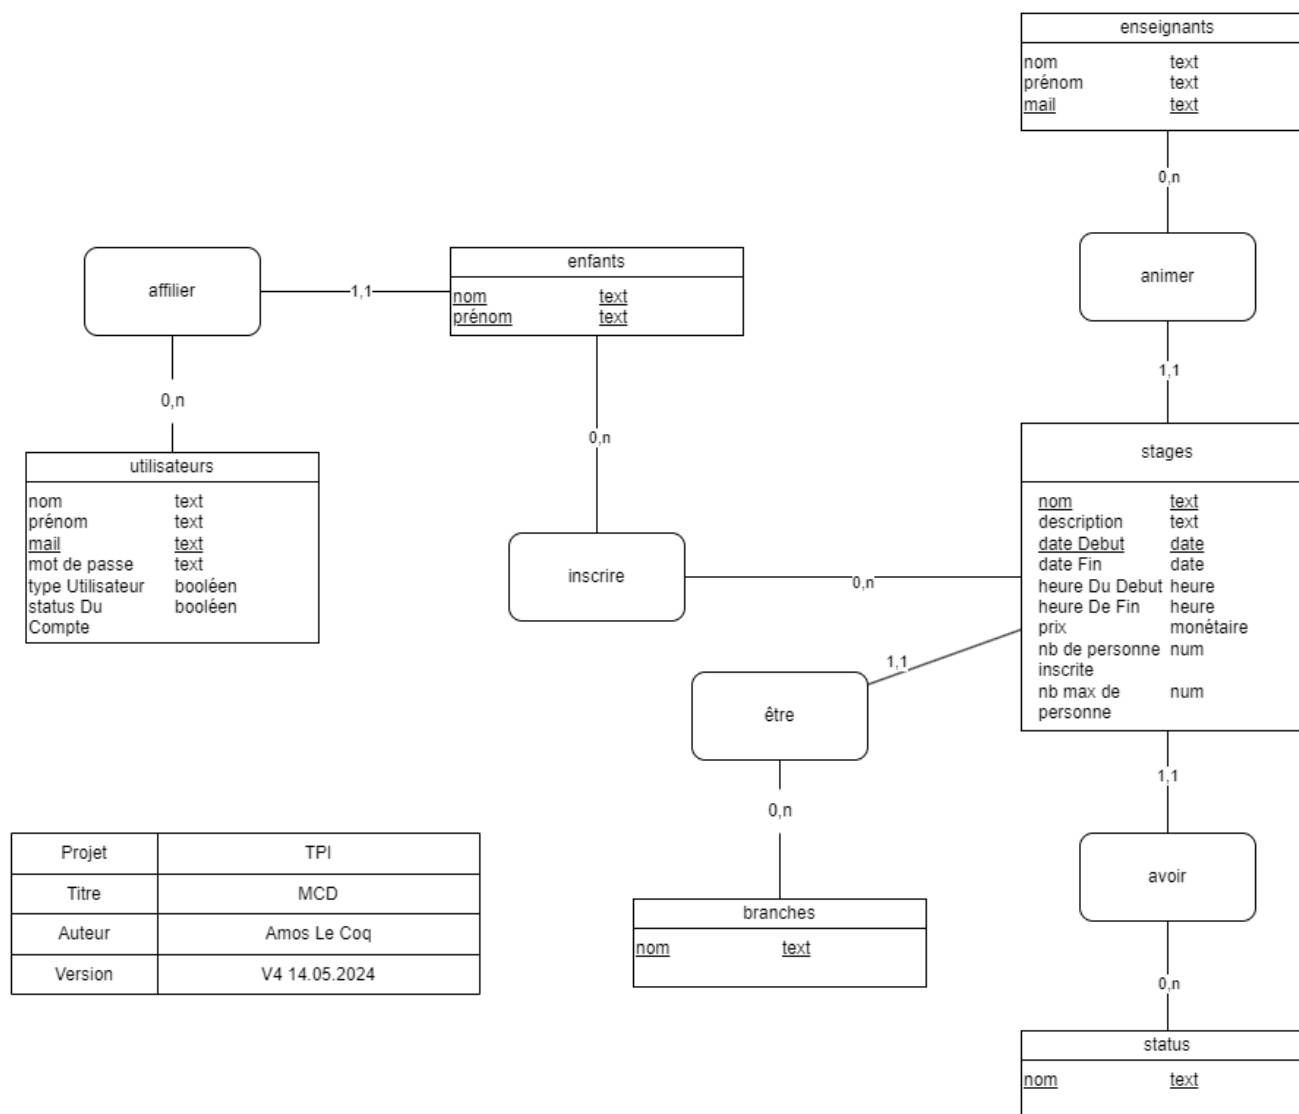 enseignants
nom text
prénom text
mail text
0,n
animer
1,1
affilier
1,1
enfants
nom text
prénom text
0,n
0,n
utilisateurs
nom text
prénom text
mail text
mot de passe text
type Utilisateur booléen
status Du booléen
Compte
inscrire
0,n
stages
nom text
description text
date Debut date
date Fin date
heure Du Debut heure
heure De Fin heure
prix monétaire
nb de personne num
inscrite
nb max de num
personne
1,1
être
0,n
branches
nom text
1,1
avoir
0,n
status
nom text
Projet TPI
Titre MCD
Auteur Amos Le Coq
Version V4 14.05.2024